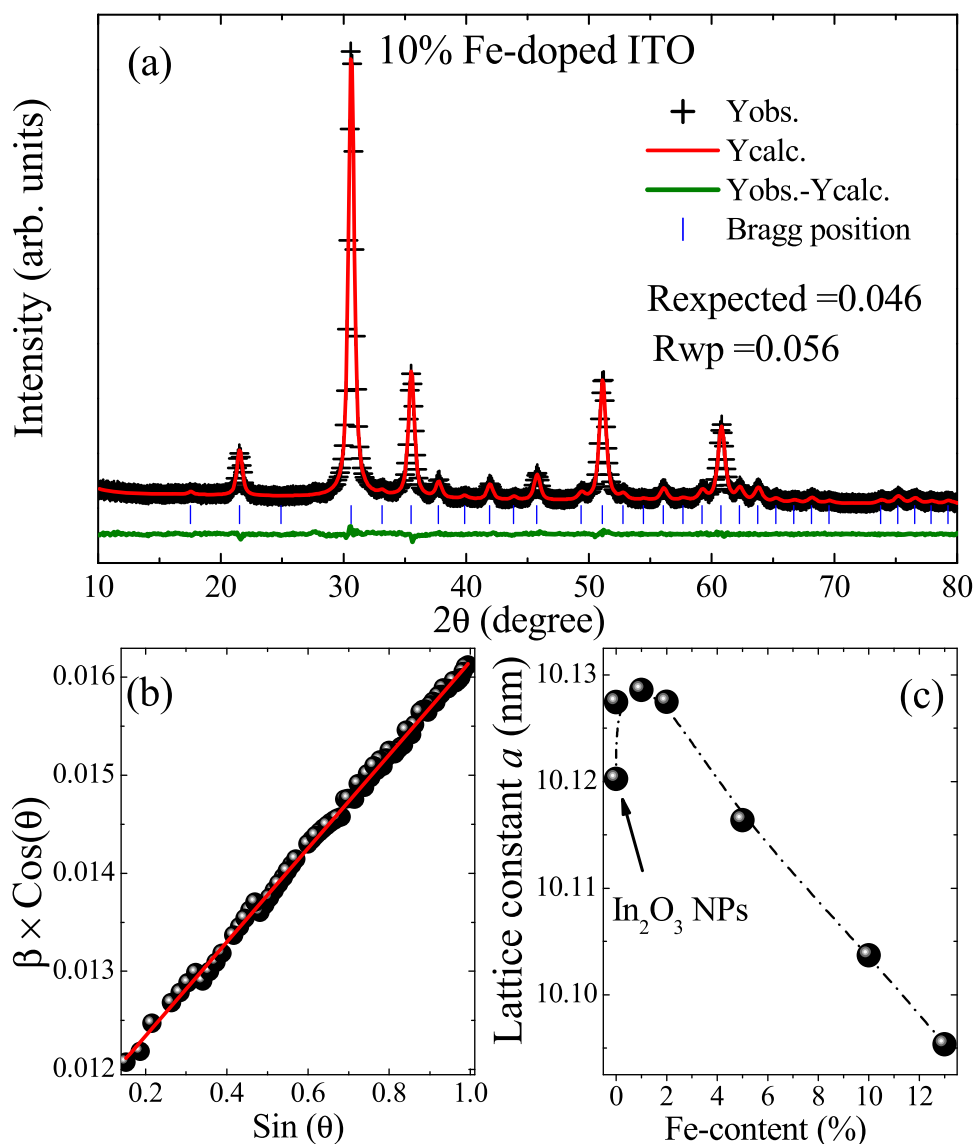 (a)
10% Fe-doped ITO
Yobs.
Ycalc.
Yobs.-Ycalc.
Bragg position
Rexpected =0.046
Rwp =0.056
Intensity (arb. units)
10 20 30 40 50 60 70 80
2θ (degree)
(b)
0.016
0.015
0.014
0.013
0.012
β × Cos(θ)
0.2 0.4 0.6 0.8 1.0
Sin (θ)
(c)
10.13
10.12
10.11
10.10
Lattice constant a (nm)
In₂O₃ NPs
0 2 4 6 8 10 12
Fe-content (%)